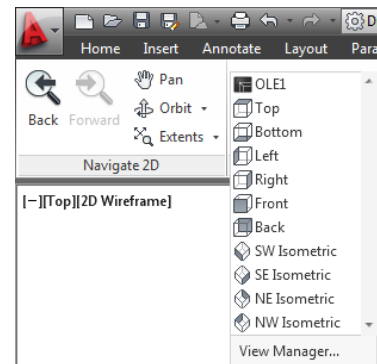 D
Home Insert Annotate Layout Para
Back Forward
Pan
Orbit
Extents
Navigate 2D
OLE1
Top
Bottom
Left
Right
Front
Back
SW Isometric
SE Isometric
NE Isometric
NW Isometric
View Manager...
[−][Top][2D Wireframe]